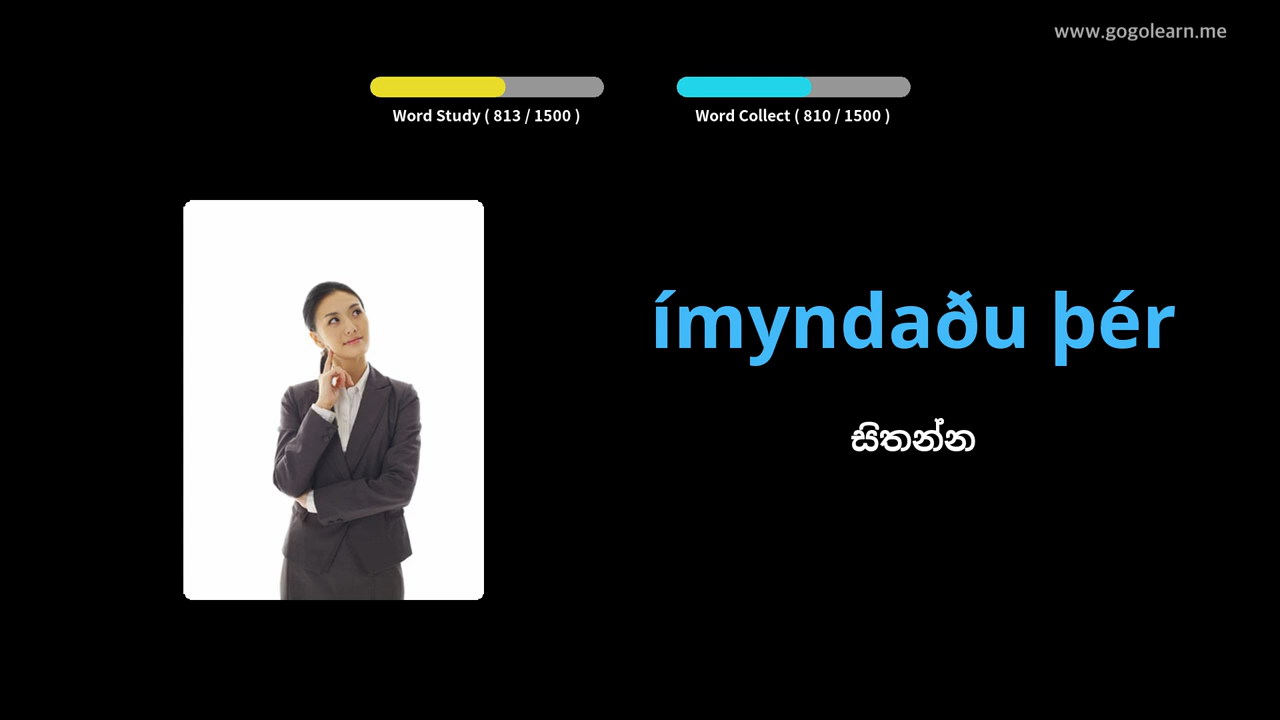 www.gogolearn.me
Word Study ( 813 / 1500 )
Word Collect ( 810 / 1500 )
ímyndaðu þér
සිතන්න